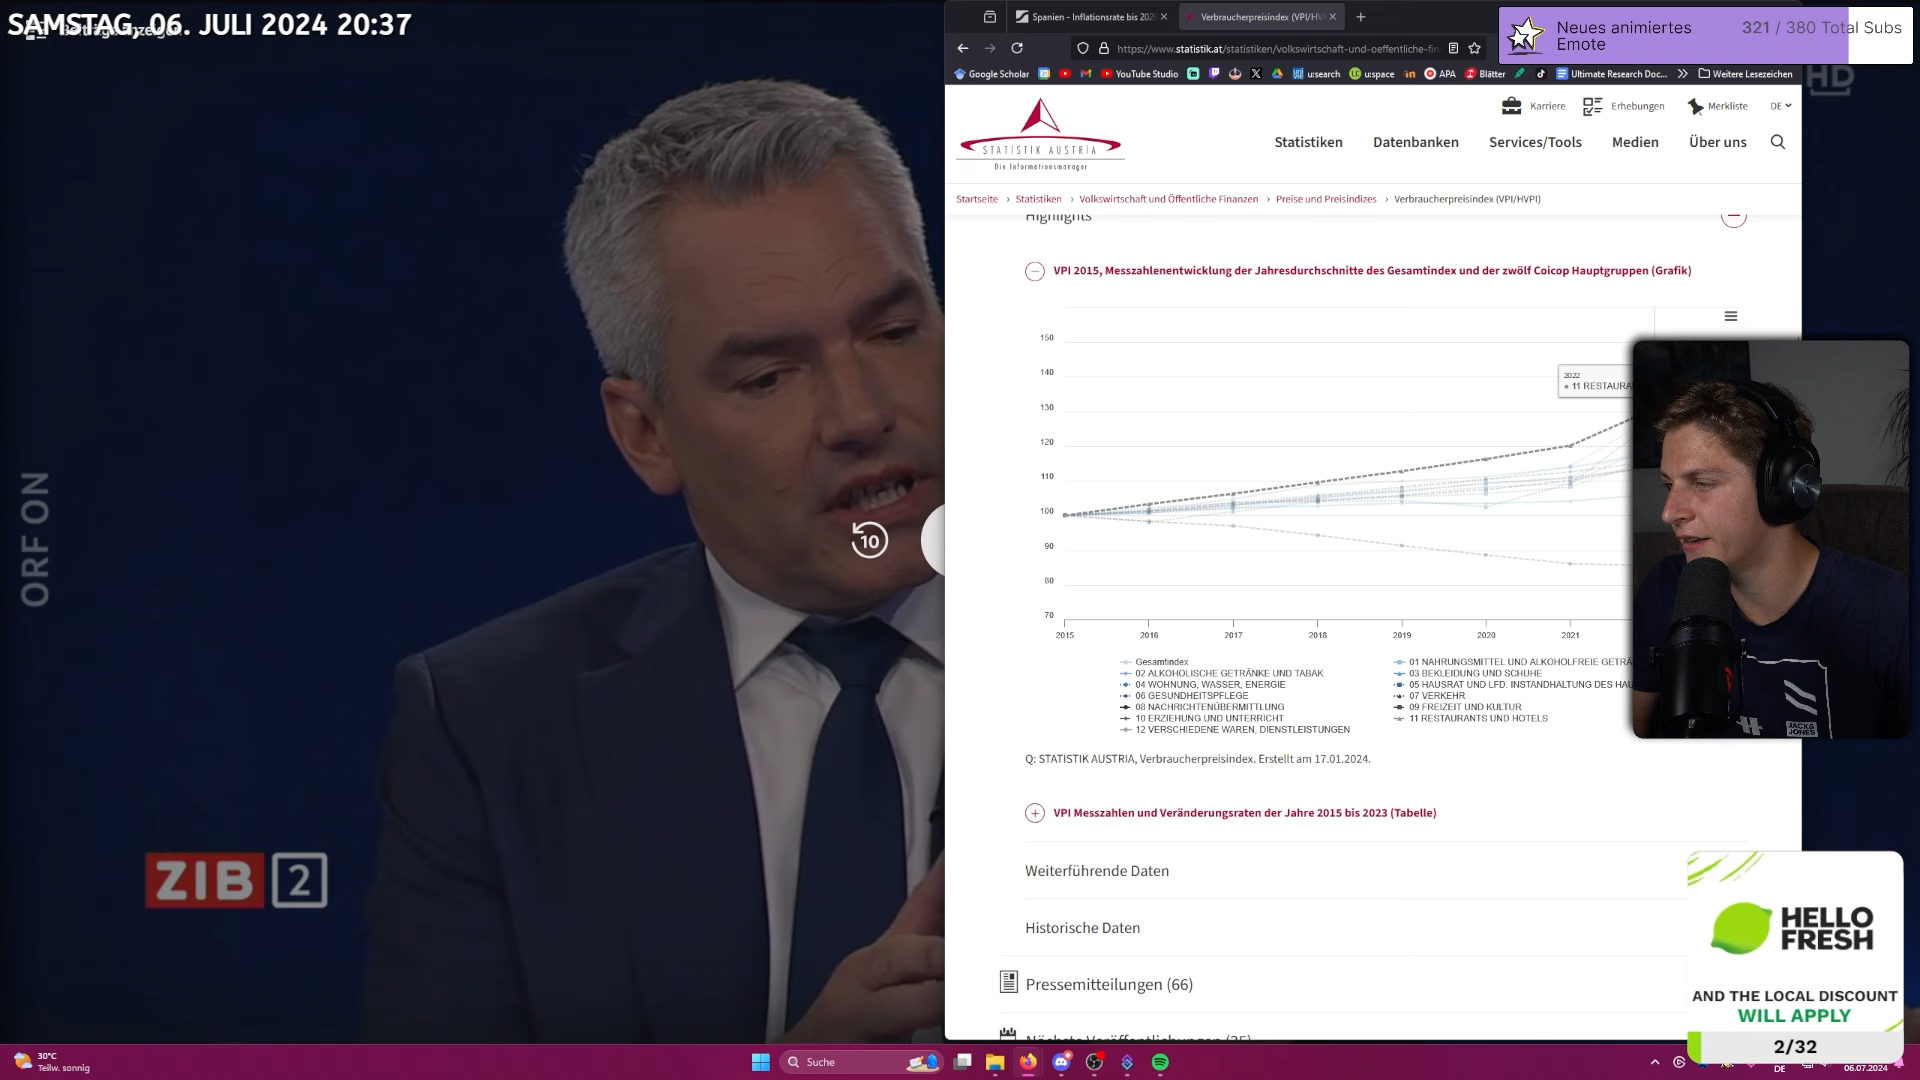 SAMSTAG, 06. JULI 2024 20:37
ORF ON
10
ZIB 2
Spanien - Inflationsrate bis 202
Verbraucherpreisindex (VPI/HVI
https://www.statistik.at/statistiken/volkswirtschaft-und-oeffentliche-fin
Neues animiertes
Emote
321 / 380 Total Subs
HD
Google Scholar
YouTube Studio
u:search
u:space
APA
Blätter
Ultimate Research Doc...
Weitere Lesezeichen
STATISTIK AUSTRIA
Die Informationsmanager
Karriere
Erhebungen
Merkliste
DE
Statistiken
Datenbanken
Services/Tools
Medien
Über uns
Startseite › Statistiken › Volkswirtschaft und Öffentliche Finanzen › Preise und Preisindizes › Verbraucherpreisindex (VPI/HVPI)
Highlights
VPI 2015, Messzahlenentwicklung der Jahresdurchschnitte des Gesamtindex und der zwölf Coicop Hauptgruppen (Grafik)
150
140
130
120
110
100
90
80
70
2022
11 RESTAURA
2015
2016
2017
2018
2019
2020
2021
Gesamtindex
01 NAHRUNGSMITTEL UND ALKOHOLFREIE GETRÄ
02 ALKOHOLISCHE GETRÄNKE UND TABAK
03 BEKLEIDUNG UND SCHUHE
04 WOHNUNG, WASSER, ENERGIE
05 HAUSRAT UND LFD. INSTANDHALTUNG DES HAU
06 GESUNDHEITSPFLEGE
07 VERKEHR
08 NACHRICHTENÜBERMITTLUNG
09 FREIZEIT UND KULTUR
10 ERZIEHUNG UND UNTERRICHT
11 RESTAURANTS UND HOTELS
12 VERSCHIEDENE WAREN, DIENSTLEISTUNGEN
Q: STATISTIK AUSTRIA, Verbraucherpreisindex. Erstellt am 17.01.2024.
VPI Messzahlen und Veränderungsraten der Jahre 2015 bis 2023 (Tabelle)
Weiterführende Daten
Historische Daten
Pressemitteilungen (66)
JACK&
JONES
HELLO
FRESH
AND THE LOCAL DISCOUNT
WILL APPLY
2/32
30°C
Teilw. sonnig
Suche
DE
06.07.2024